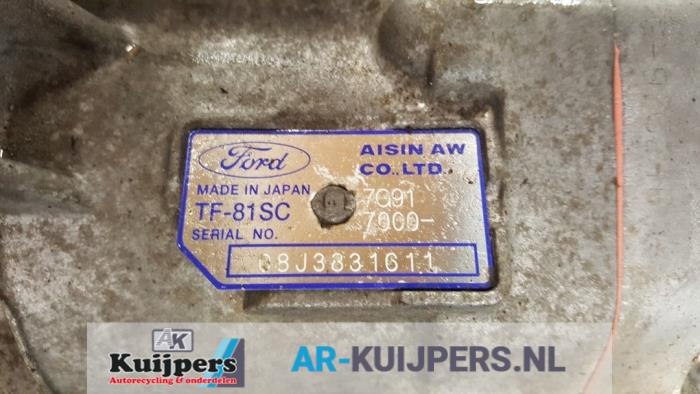 Ford
AISIN AW
CO.,LTD.
MADE IN JAPAN
TF-81SC
7G91
7000-
SERIAL NO.
08J3831611
AK
Kuijpers
Autorecycling & onderdelen
AR-KUIJPERS.NL